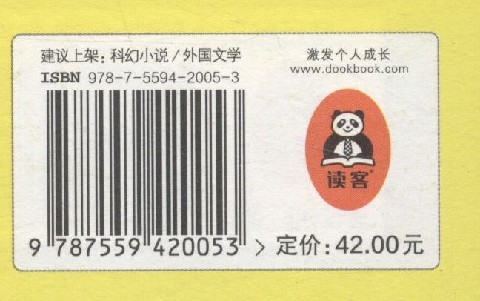 建议上架：科幻小说/外国文学
ISBN 978-7-5594-2005-3
激发个人成长
www.dookbook.com
读客®
9 787559 420053 > 定价：42.00元